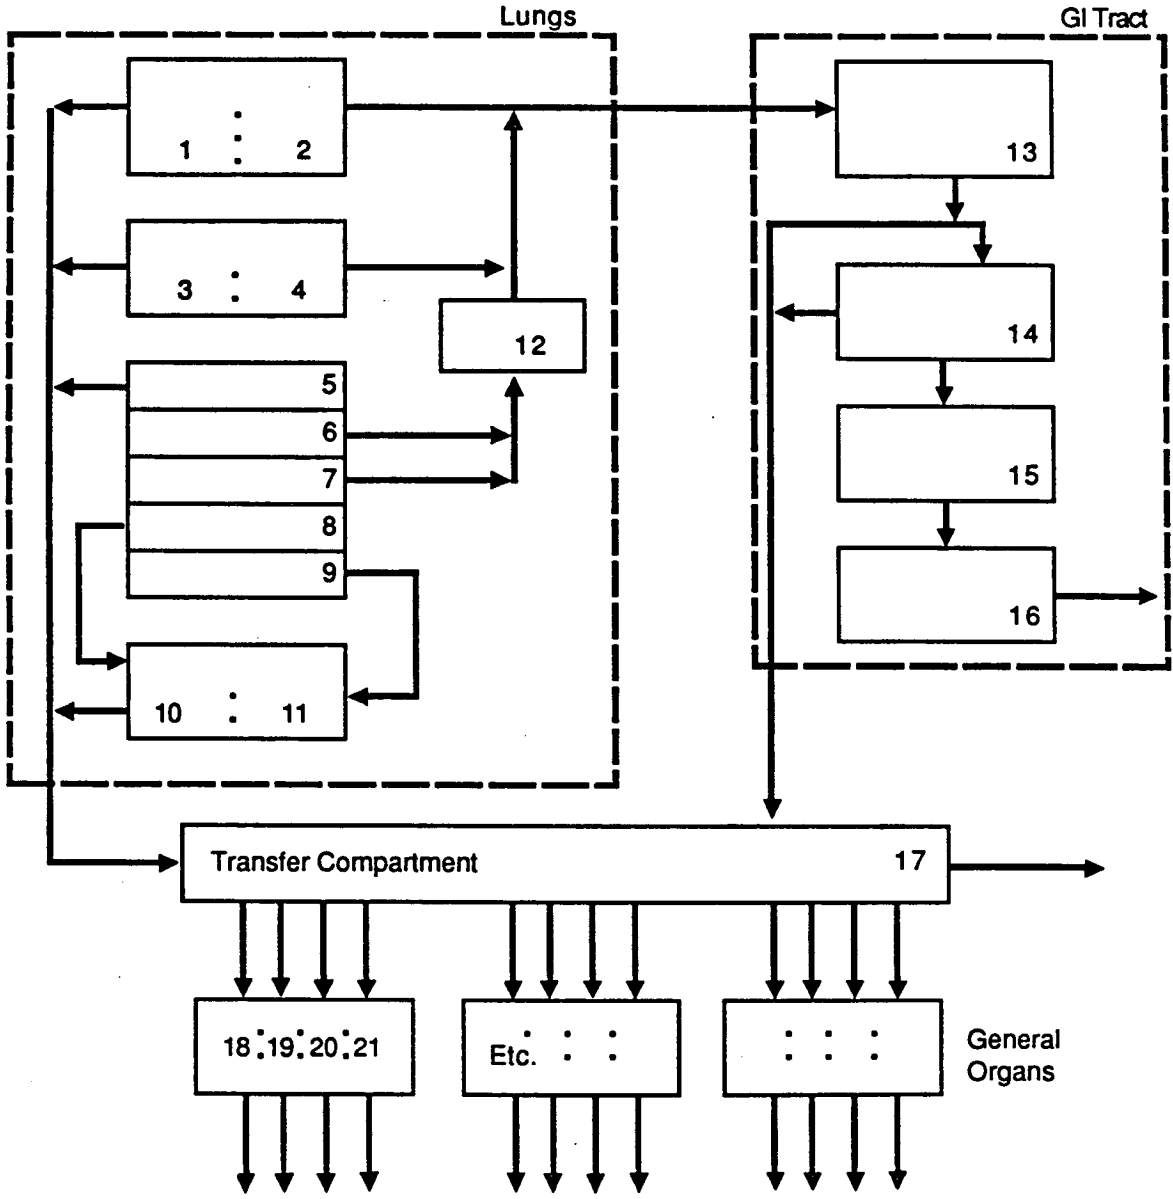 Lungs
GI Tract
1 2
13
3 4
14
12
5
6
7
15
8
9
16
10 11
Transfer Compartment 17
18 19 20 21
Etc.
General
Organs